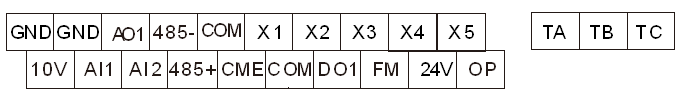 GND GND AO1 485- COM X1 X2 X3 X4 X5 TA TB TC
10V AI1 AI2 485+ CME COM DO1 FM 24V OP